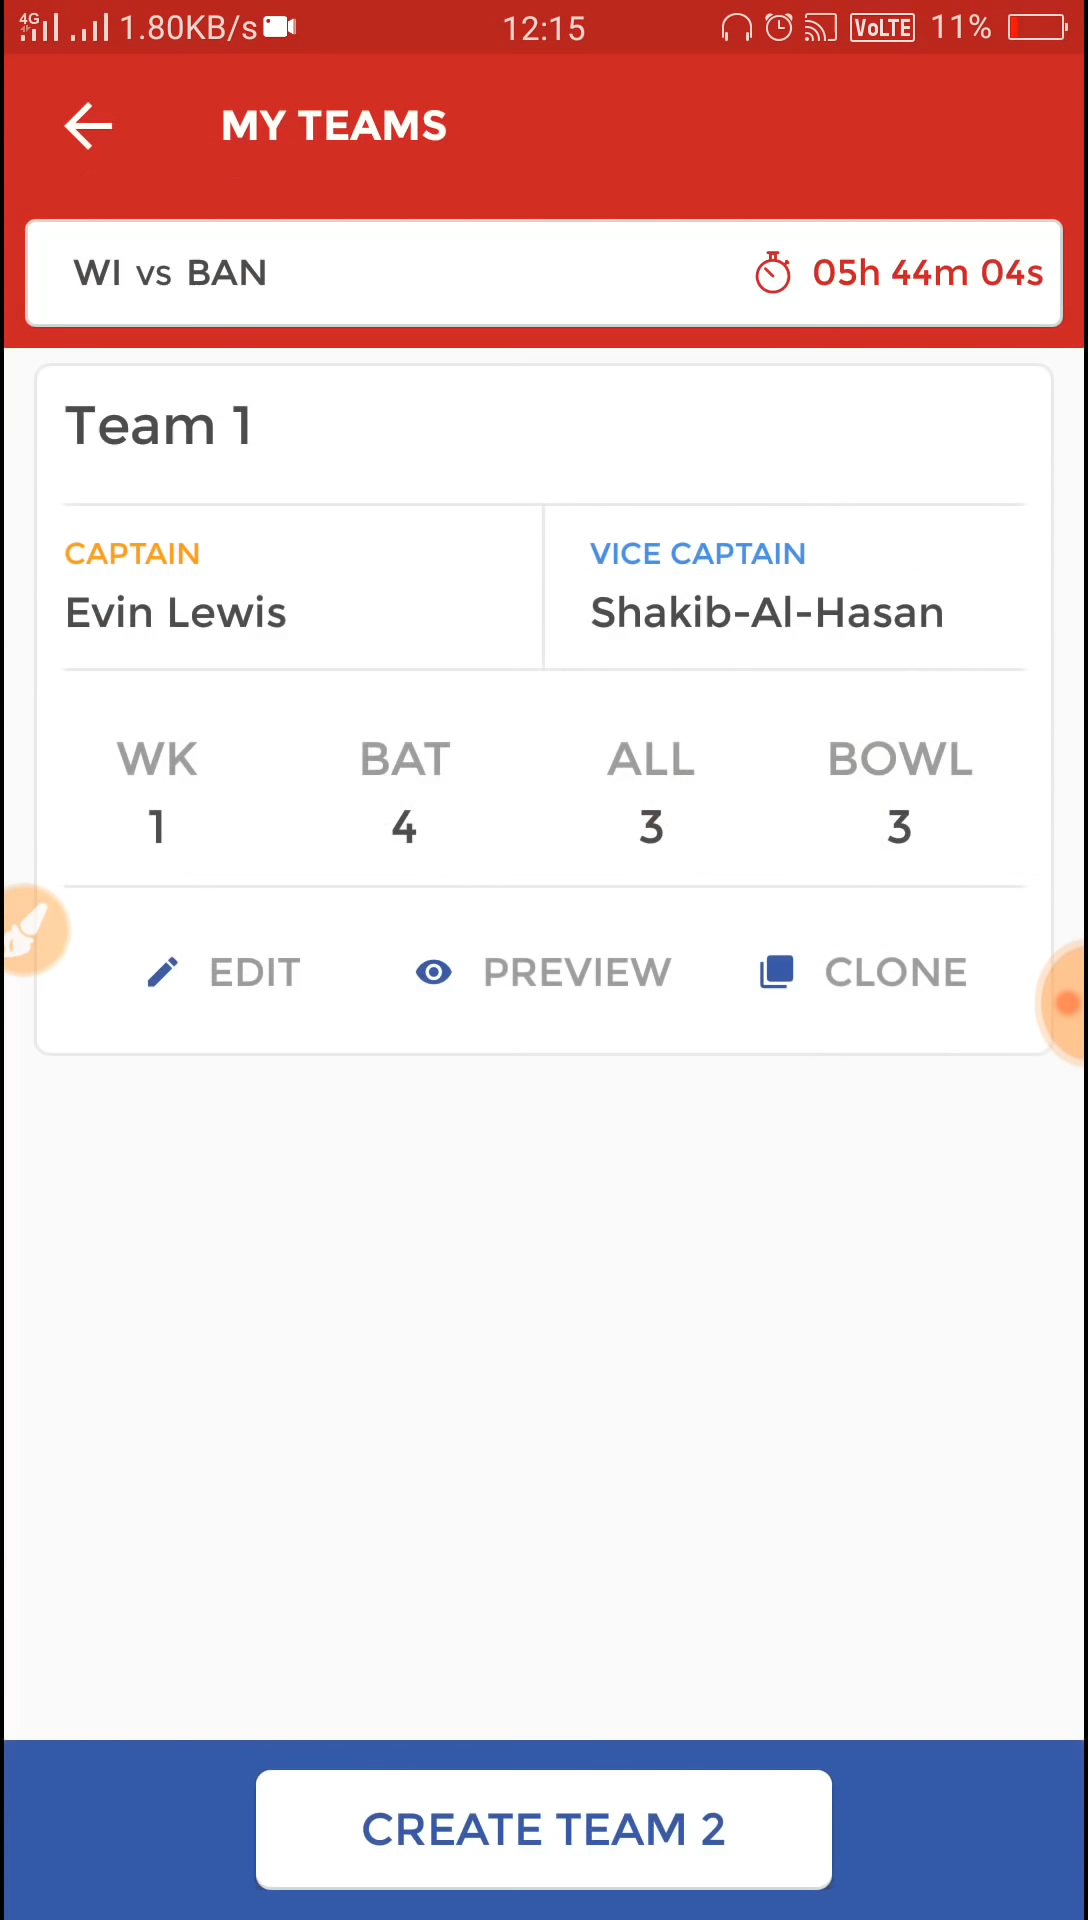 4G 1.80KB/s 12:15 VoLTE 11%
MY TEAMS
WI vs BAN 05h 44m 04s
Team 1
CAPTAIN VICE CAPTAIN
Evin Lewis Shakib-Al-Hasan
WK BAT ALL BOWL
1 4 3 3
EDIT PREVIEW CLONE
CREATE TEAM 2